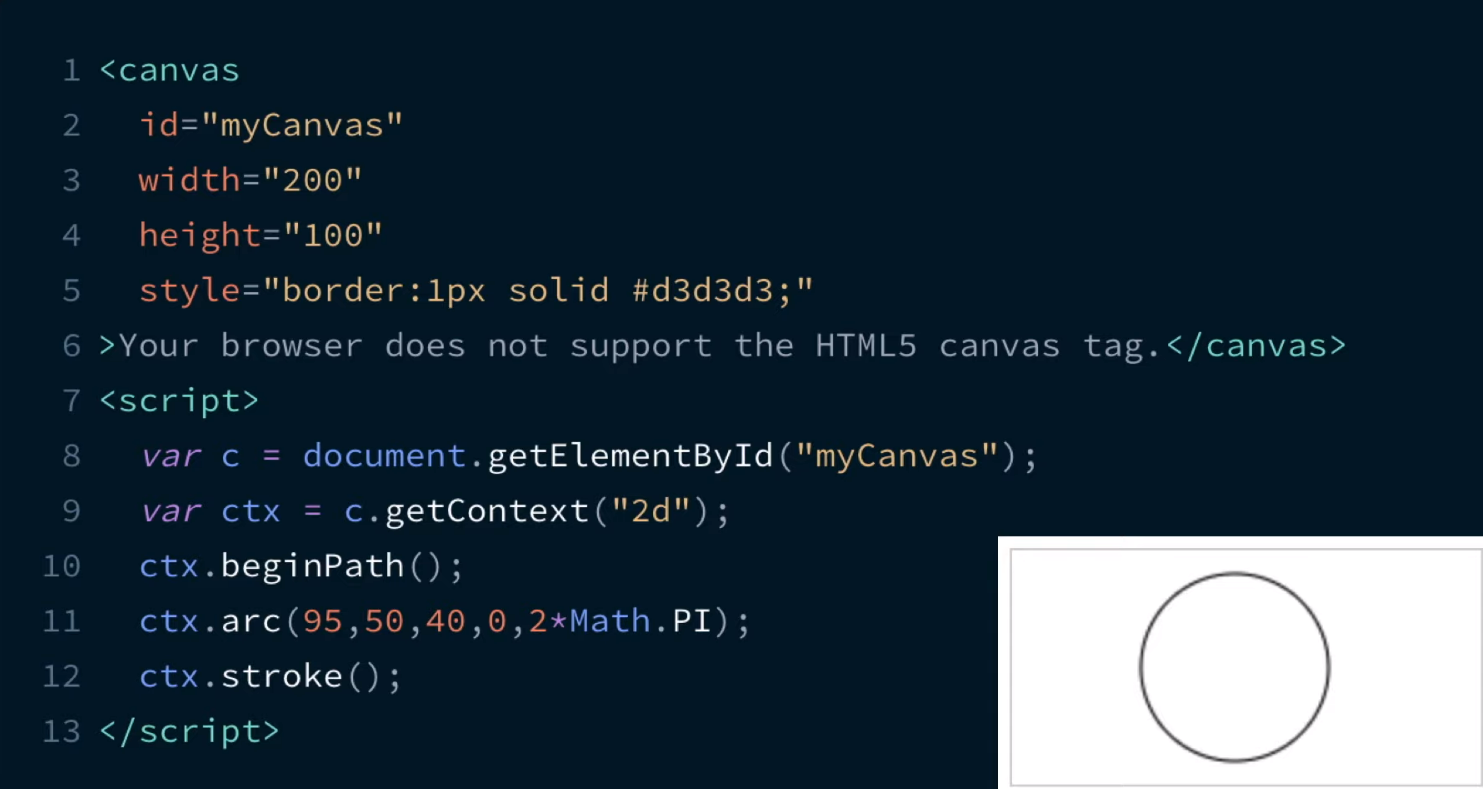 1 <canvas
2   id="myCanvas"
3   width="200"
4   height="100"
5   style="border:1px solid #d3d3d3;"
6 >Your browser does not support the HTML5 canvas tag.</canvas>
7 <script>
8   var c = document.getElementById("myCanvas");
9   var ctx = c.getContext("2d");
10   ctx.beginPath();
11   ctx.arc(95,50,40,0,2*Math.PI);
12   ctx.stroke();
13 </script>